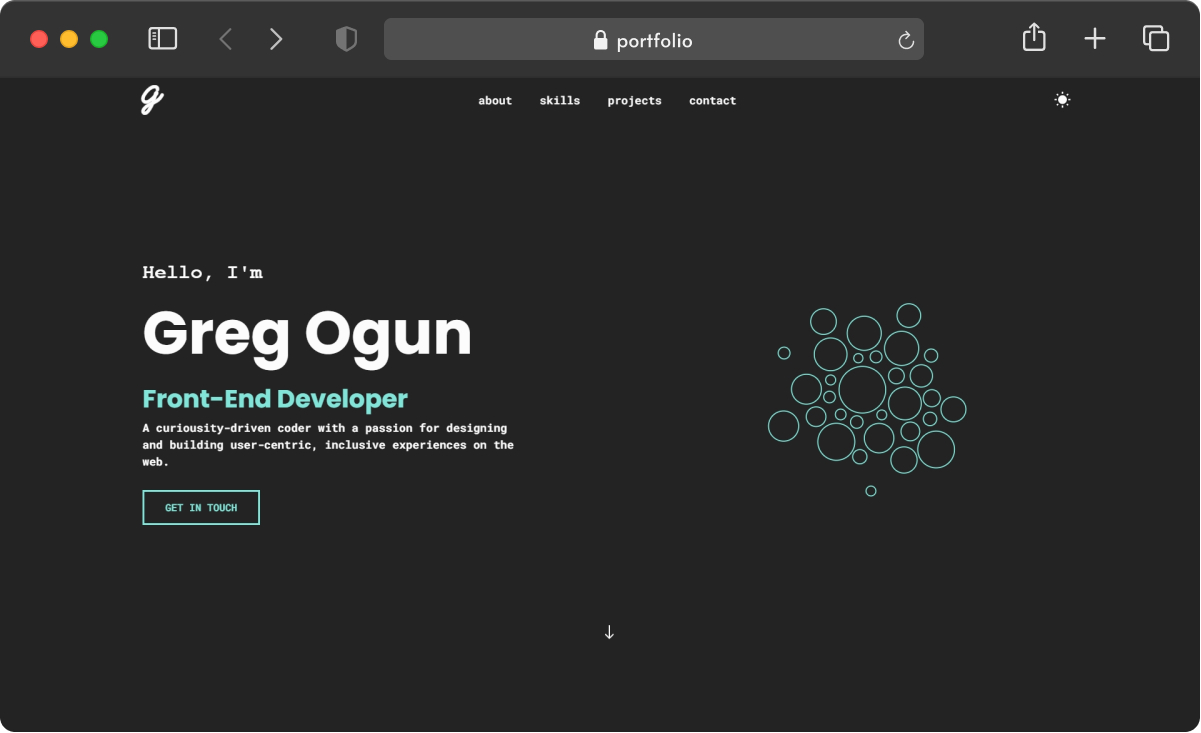 portfolio
g
about skills projects contact
Hello, I'm
Greg Ogun
Front-End Developer
A curiousity-driven coder with a passion for designing
and building user-centric, inclusive experiences on the
web.
GET IN TOUCH